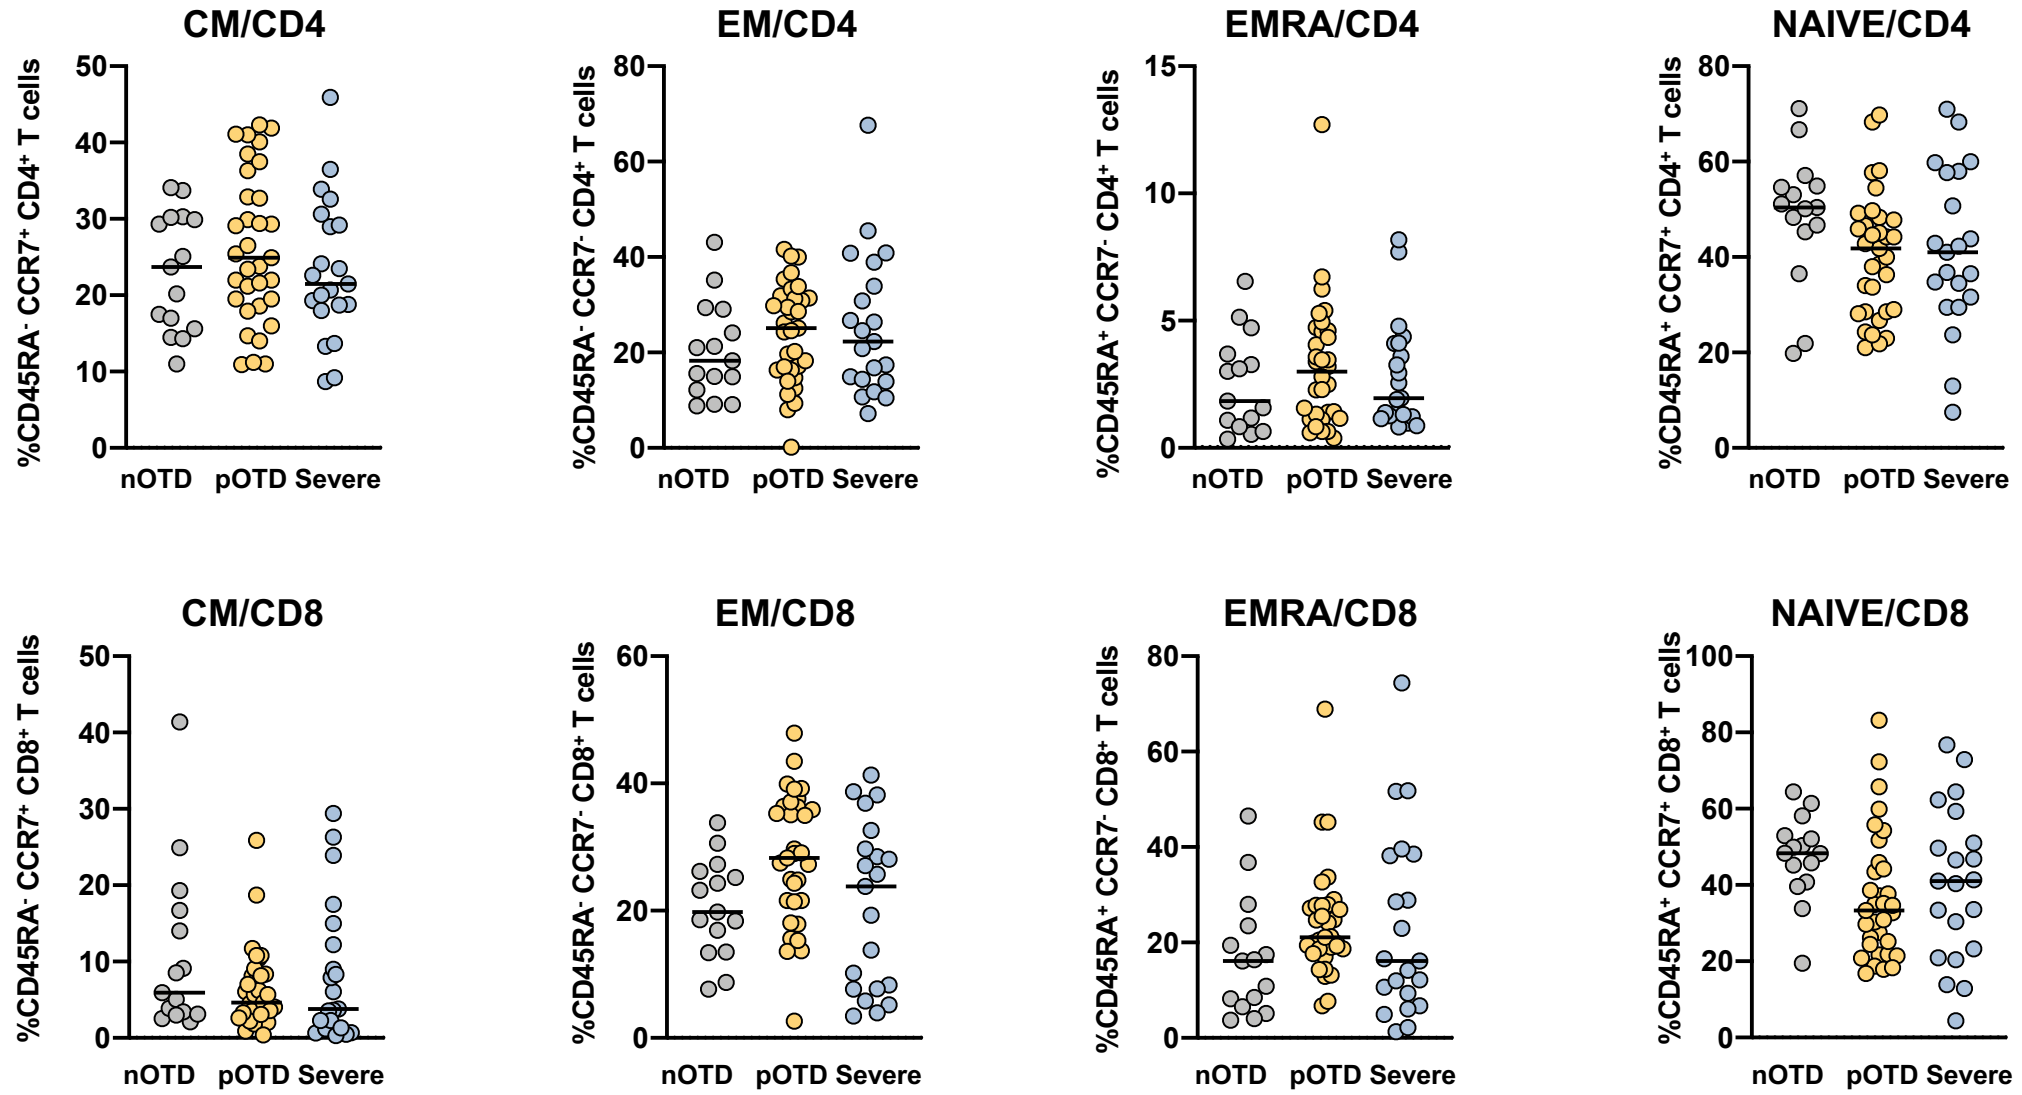 CM/CD4
%CD45RA⁻ CCR7⁺ CD4⁺ T cells
50
40
30
20
10
0
nOTD pOTD Severe
EM/CD4
%CD45RA⁻ CCR7⁻ CD4⁺ T cells
80
60
40
20
0
nOTD pOTD Severe
EMRA/CD4
%CD45RA⁺ CCR7⁻ CD4⁺ T cells
15
10
5
0
nOTD pOTD Severe
NAIVE/CD4
%CD45RA⁺ CCR7⁺ CD4⁺ T cells
80
60
40
20
0
nOTD pOTD Severe
CM/CD8
%CD45RA⁻ CCR7⁺ CD8⁺ T cells
50
40
30
20
10
0
nOTD pOTD Severe
EM/CD8
%CD45RA⁻ CCR7⁻ CD8⁺ T cells
60
40
20
0
nOTD pOTD Severe
EMRA/CD8
%CD45RA⁺ CCR7⁻ CD8⁺ T cells
80
60
40
20
0
nOTD pOTD Severe
NAIVE/CD8
%CD45RA⁺ CCR7⁺ CD8⁺ T cells
100
80
60
40
20
0
nOTD pOTD Severe